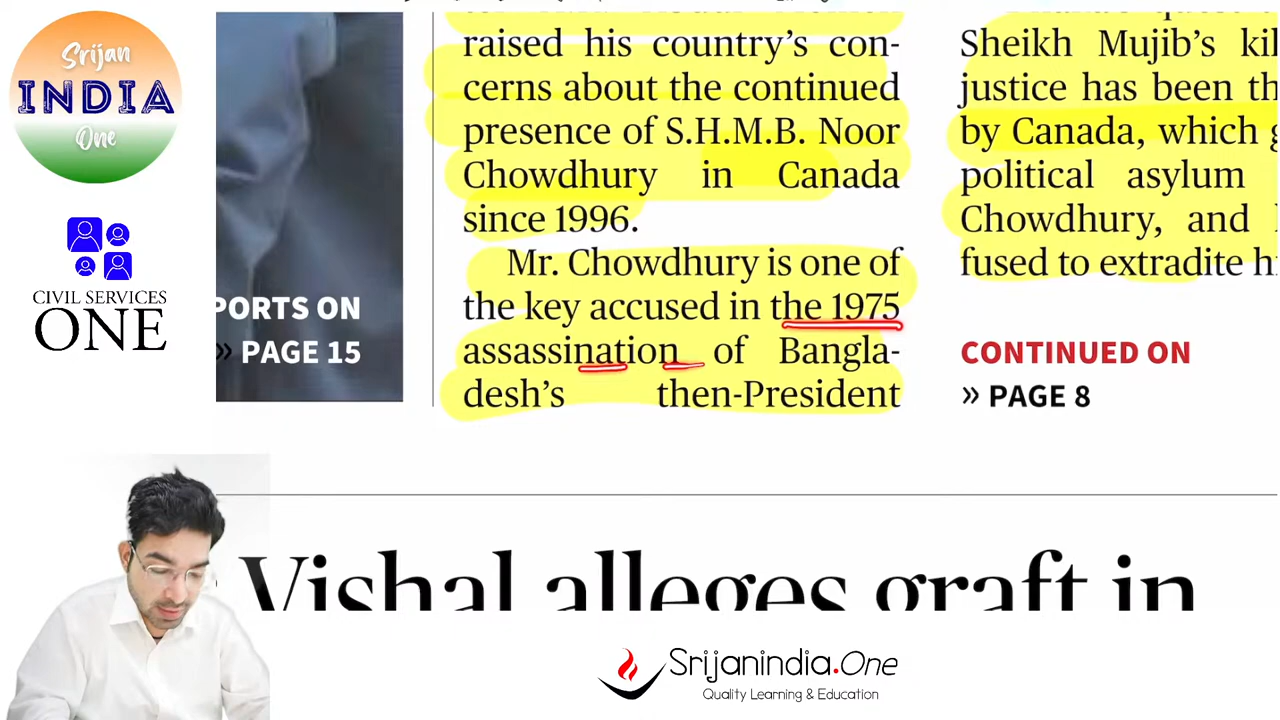 Srijan
INDIA
One
CIVIL SERVICES
ONE
PORTS ON
» PAGE 15
raised his country's con-
cerns about the continued
presence of S.H.M.B. Noor
Chowdhury in Canada
since 1996.
Mr. Chowdhury is one of
the key accused in the 1975
assassination of Bangla-
desh's then-President
Sheikh Mujib's kil
justice has been th
by Canada, which g
political asylum
Chowdhury, and
fused to extradite hi
CONTINUED ON
» PAGE 8
Vishal alleges graft in
Srijanindia.One
Quality Learning & Education